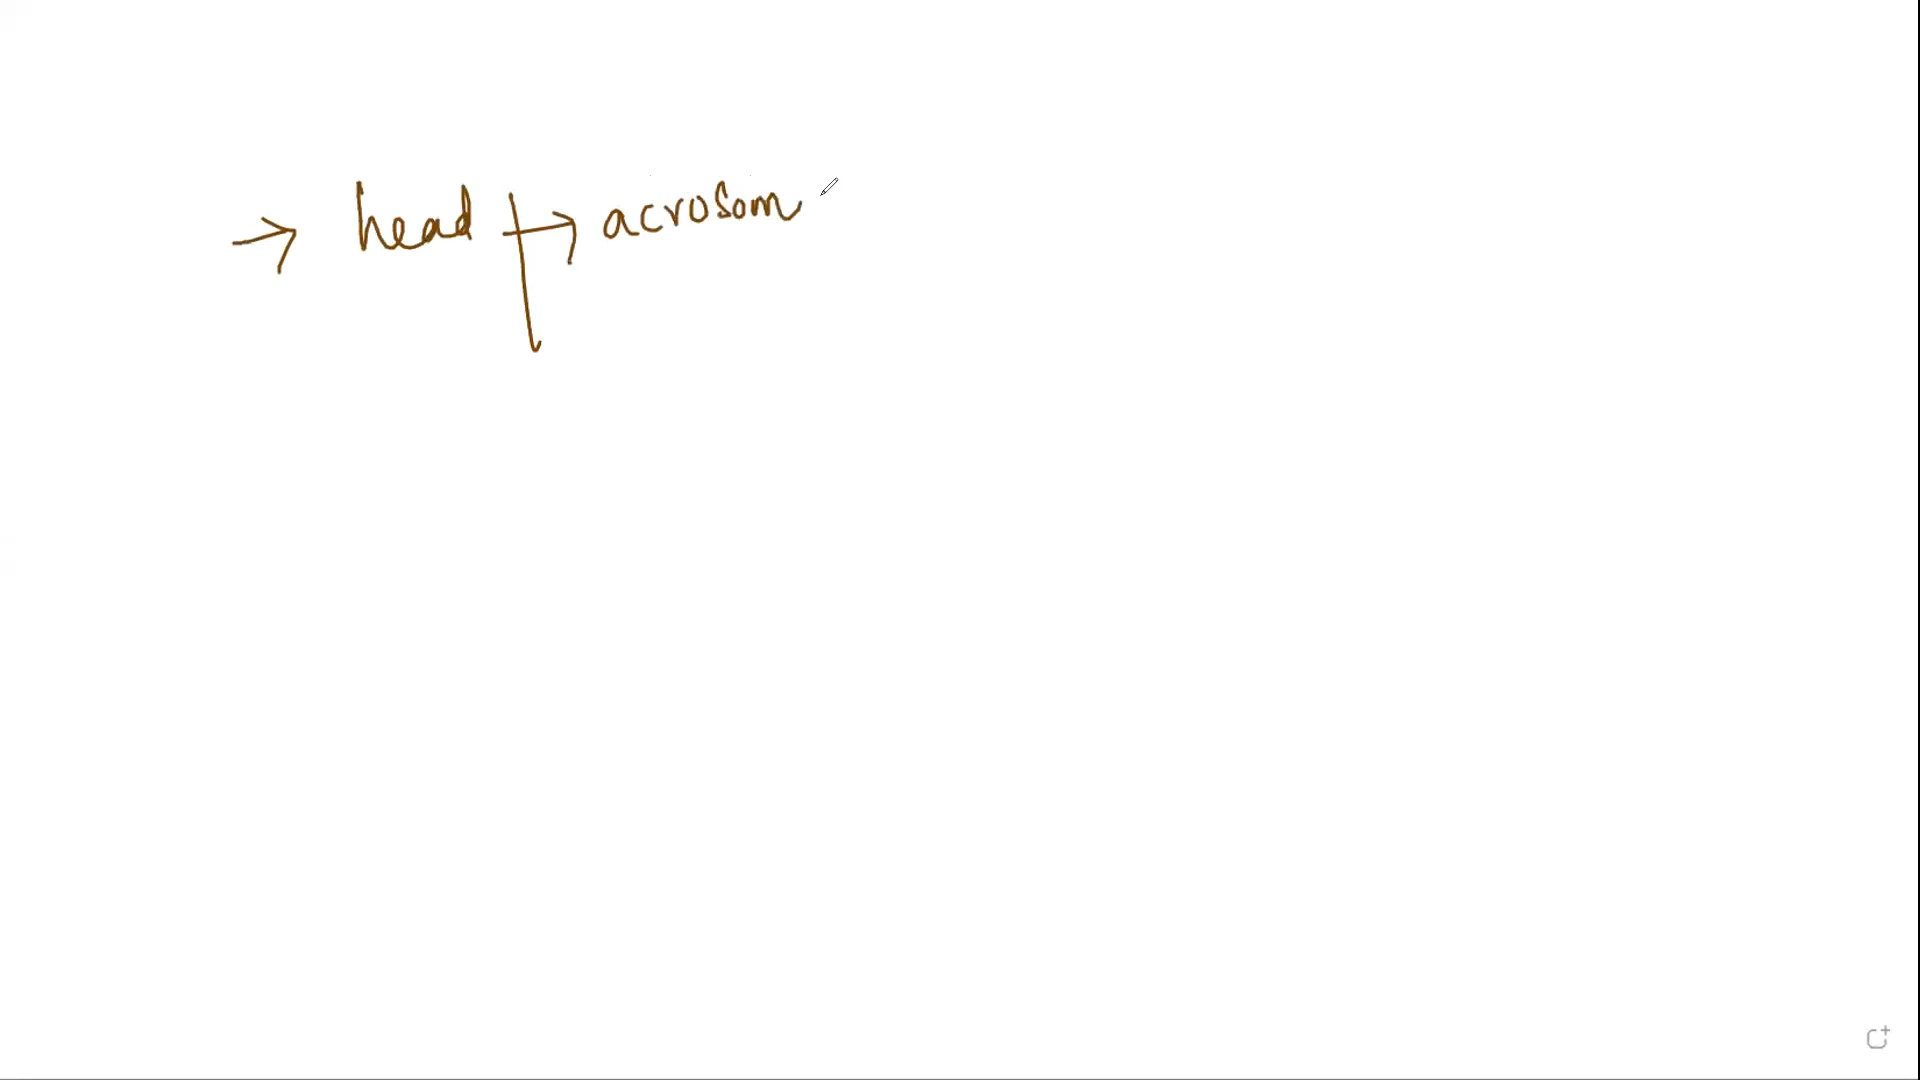 → head → acrosom